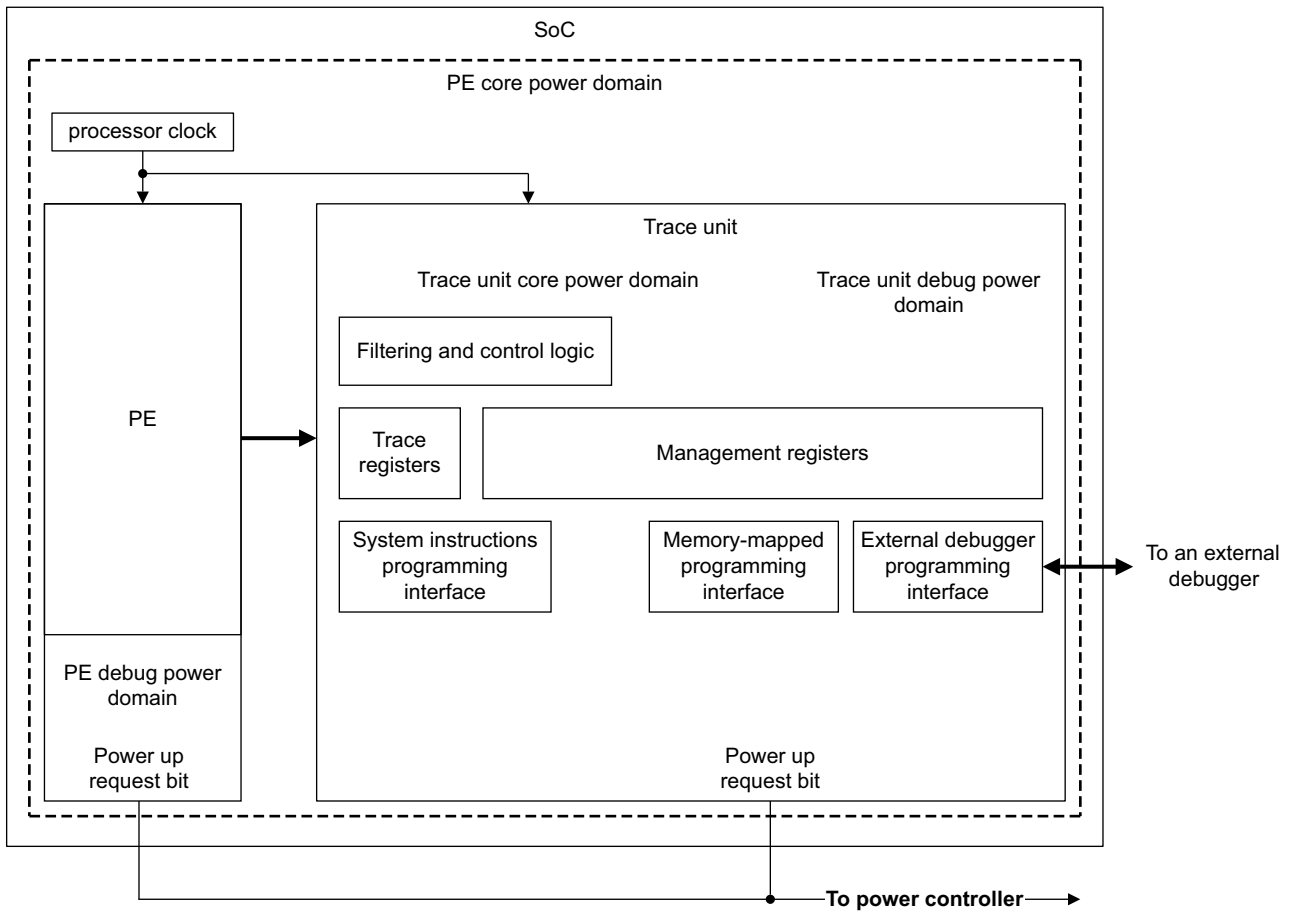 SoC
PE core power domain
processor clock
Trace unit
Trace unit core power domain
Trace unit debug power
domain
Filtering and control logic
PE
Trace
registers
Management registers
System instructions
programming
interface
Memory-mapped
programming
interface
External debugger
programming
interface
To an external
debugger
PE debug power
domain
Power up
request bit
Power up
request bit
To power controller